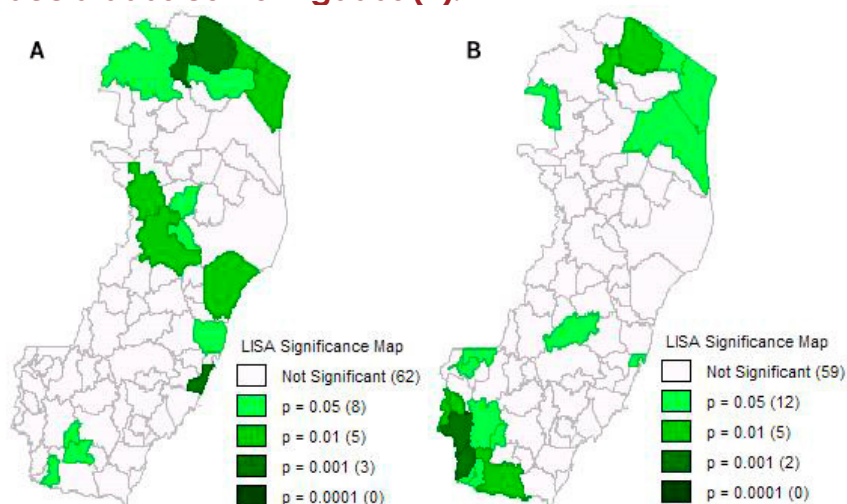 A
B
LISA Significance Map
Not Significant (62)
p = 0.05 (8)
p = 0.01 (5)
p = 0.001 (3)
p = 0.0001 (0)
LISA Significance Map
Not Significant (59)
p = 0.05 (12)
p = 0.01 (5)
p = 0.001 (2)
p = 0.0001 (0)